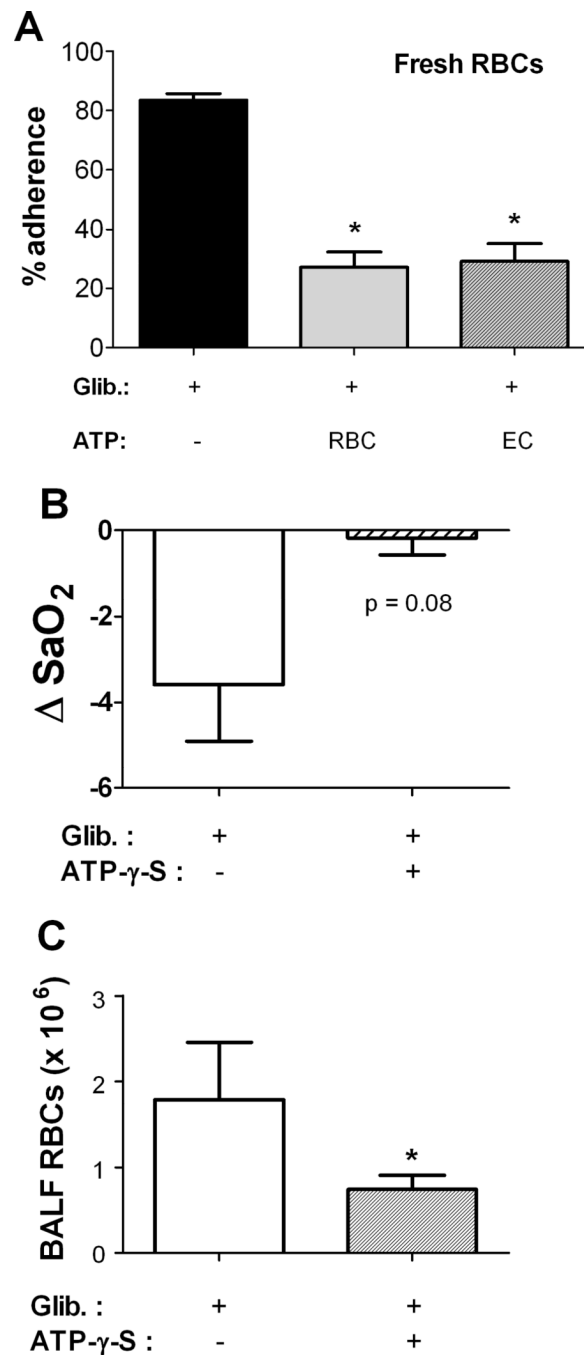 A
Fresh RBCs
100
80
60
40
20
0
% adherence
* *
Glib.: + + +
ATP: - RBC EC
B
0
-2
-4
-6
Δ SaO₂
p = 0.08
Glib. : + +
ATP-γ-S : - +
C
3
2
1
0
BALF RBCs (x 10⁶)
*
Glib. : + +
ATP-γ-S : - +